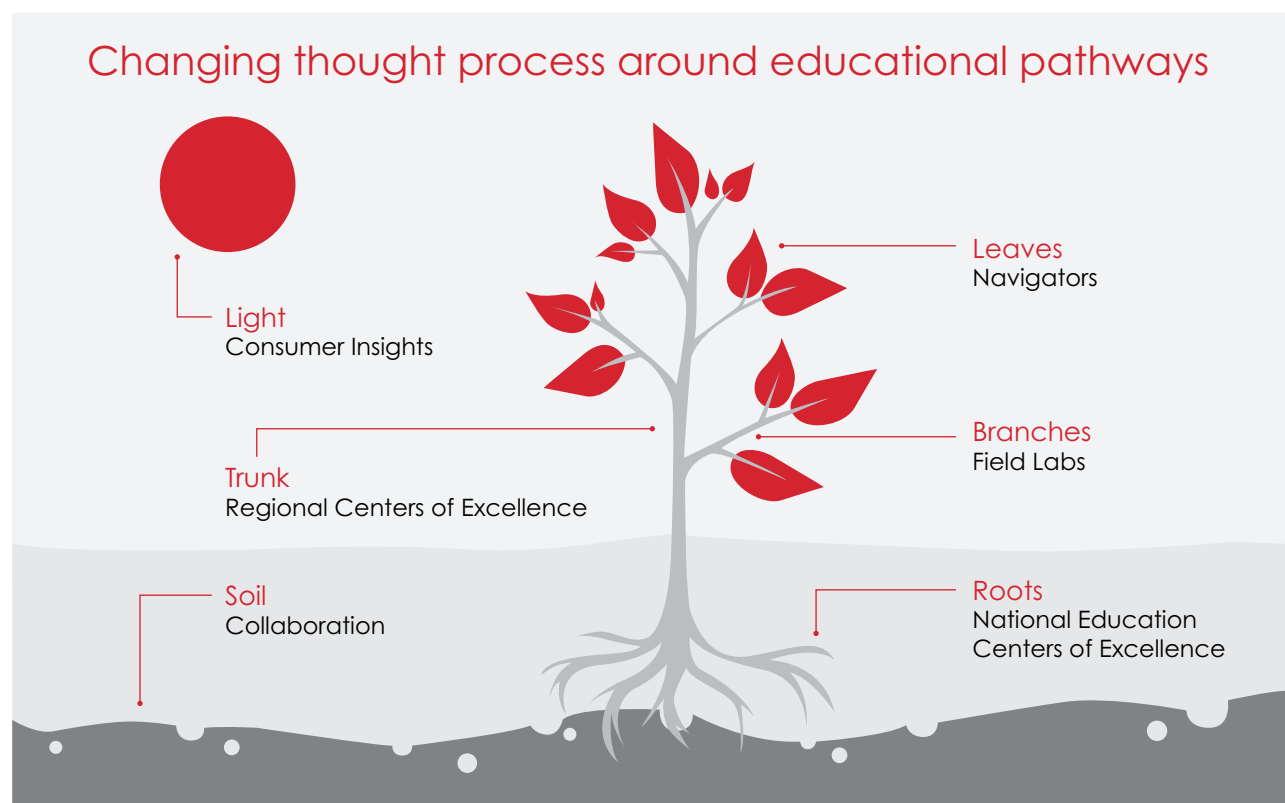 Changing thought process around educational pathways
Light
Consumer Insights
Trunk
Regional Centers of Excellence
Soil
Collaboration
Leaves
Navigators
Branches
Field Labs
Roots
National Education
Centers of Excellence